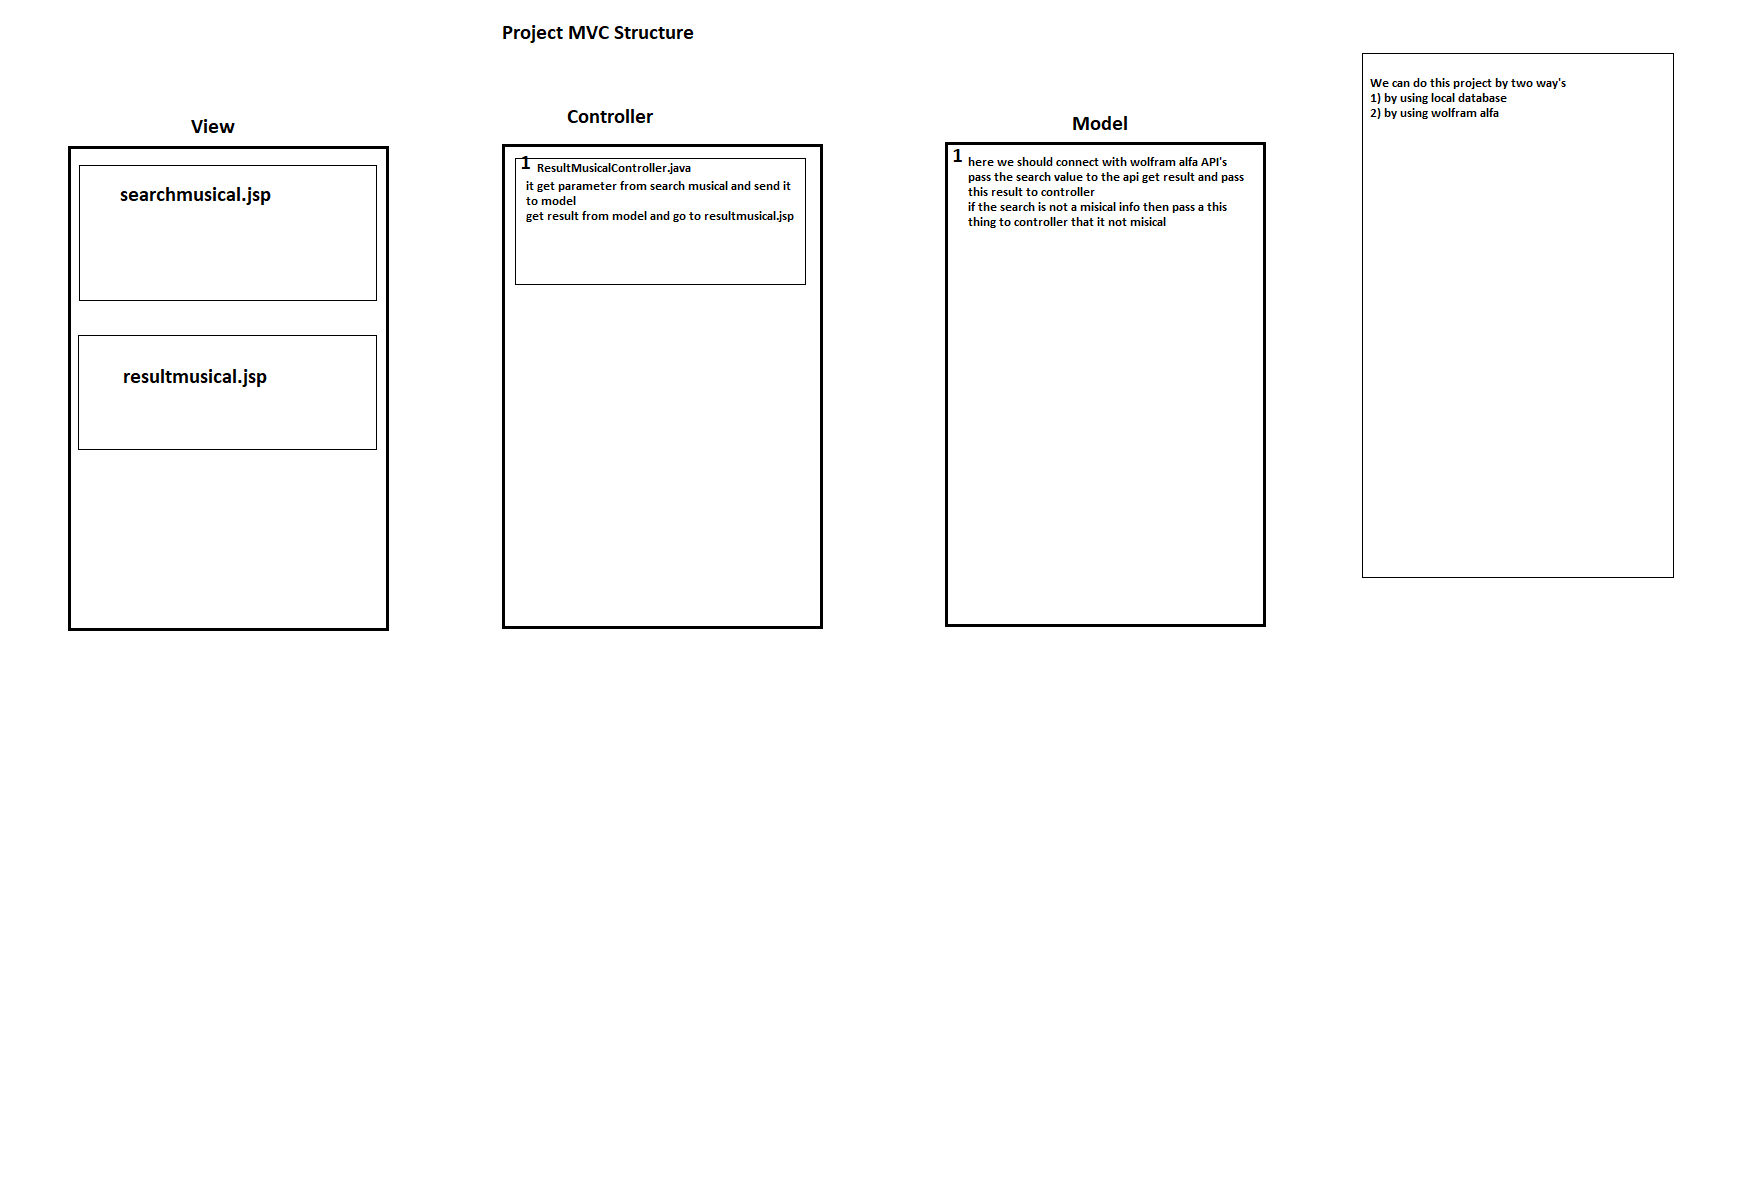 Project MVC Structure
View
searchmusical.jsp
resultmusical.jsp
Controller
1 ResultMusicalController.java
it get parameter from search musical and send it
to model
get result from model and go to resultmusical.jsp
Model
1 here we should connect with wolfram alfa API's
pass the search value to the api get result and pass
this result to controller
if the search is not a misical info then pass a this
thing to controller that it not misical
We can do this project by two way's
1) by using local database
2) by using wolfram alfa